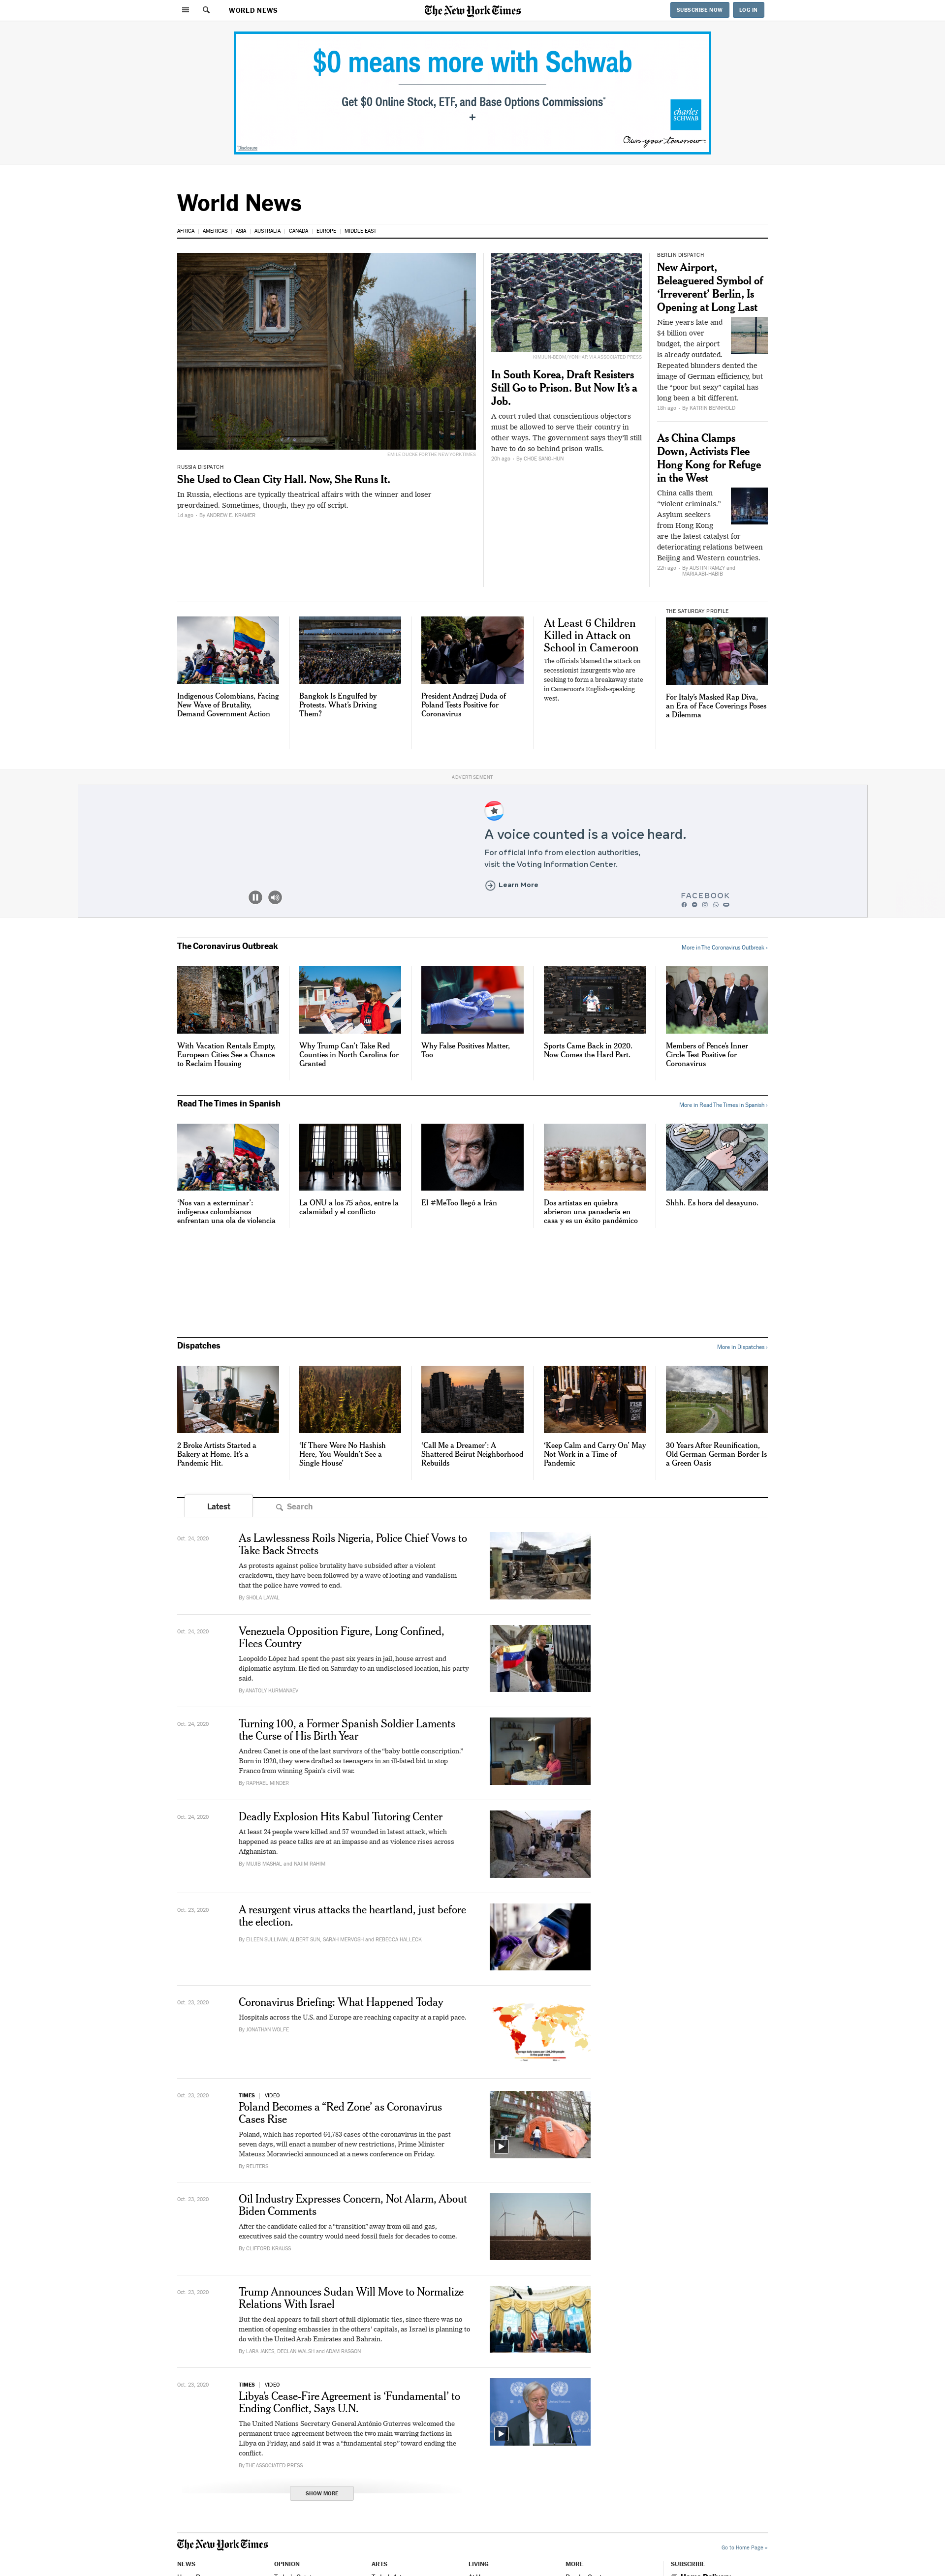 WORLD NEWS
The New York Times
SUBSCRIBE NOW
LOG IN
$0 means more with Schwab
Get $0 Online Stock, ETF, and Base Options Commissions*
+
charles
SCHWAB
Own your tomorrow
World News
AFRICA | AMERICAS | ASIA | AUSTRALIA | CANADA | EUROPE | MIDDLE EAST
EMILE DUCKE FOR THE NEW YORK TIMES
RUSSIA DISPATCH
She Used to Clean City Hall. Now, She Runs It.
In Russia, elections are typically theatrical affairs with the winner and loser
preordained. Sometimes, though, they go off script.
1d ago - By ANDREW E. KRAMER
KIM JUN-BEOM/YONHAP, VIA ASSOCIATED PRESS
In South Korea, Draft Resisters
Still Go to Prison. But Now It's a
Job.
A court ruled that conscientious objectors
must be allowed to serve their country in
other ways. The government says they'll still
have to do so behind prison walls.
20h ago - By CHOE SANG-HUN
BERLIN DISPATCH
New Airport,
Beleaguered Symbol of
'Irreverent' Berlin, Is
Opening at Long Last
Nine years late and
$4 billion over
budget, the airport
is already outdated.
Repeated blunders dented the
image of German efficiency, but
the "poor but sexy" capital has
long been a bit different.
18h ago - By KATRIN BENNHOLD
As China Clamps
Down, Activists Flee
Hong Kong for Refuge
in the West
China calls them
"violent criminals."
Asylum seekers
from Hong Kong
are the latest catalyst for
deteriorating relations between
Beijing and Western countries.
22h ago - By AUSTIN RAMZY and
MARIA ABI-HABIB
Indigenous Colombians, Facing
New Wave of Brutality,
Demand Government Action
Bangkok Is Engulfed by
Protests. What's Driving
Them?
President Andrzej Duda of
Poland Tests Positive for
Coronavirus
At Least 6 Children
Killed in Attack on
School in Cameroon
The officials blamed the attack on
secessionist insurgents who are
seeking to form a breakaway state
in Cameroon's English-speaking
west.
THE SATURDAY PROFILE
For Italy's Masked Rap Diva,
an Era of Face Coverings Poses
a Dilemma
ADVERTISEMENT
A voice counted is a voice heard.
For official info from election authorities,
visit the Voting Information Center.
Learn More
FACEBOOK
The Coronavirus Outbreak
More in The Coronavirus Outbreak ›
With Vacation Rentals Empty,
European Cities See a Chance
to Reclaim Housing
Why Trump Can't Take Red
Counties in North Carolina for
Granted
Why False Positives Matter,
Too
Sports Came Back in 2020.
Now Comes the Hard Part.
Members of Pence's Inner
Circle Test Positive for
Coronavirus
Read The Times in Spanish
More in Read The Times in Spanish ›
'Nos van a exterminar':
indígenas colombianos
enfrentan una ola de violencia
La ONU a los 75 años, entre la
calamidad y el conflicto
El #MeToo llegó a Irán
Dos artistas en quiebra
abrieron una panadería en
casa y es un éxito pandémico
Shhh. Es hora del desayuno.
Dispatches
More in Dispatches ›
2 Broke Artists Started a
Bakery at Home. It's a
Pandemic Hit.
'If There Were No Hashish
Here, You Wouldn't See a
Single House'
'Call Me a Dreamer': A
Shattered Beirut Neighborhood
Rebuilds
'Keep Calm and Carry On' May
Not Work in a Time of
Pandemic
30 Years After Reunification,
Old German-German Border Is
a Green Oasis
Latest
Search
Oct. 24, 2020
As Lawlessness Roils Nigeria, Police Chief Vows to
Take Back Streets
As protests against police brutality have subsided after a violent
crackdown, they have been followed by a wave of looting and vandalism
that the police have vowed to end.
By SHOLA LAWAL
Oct. 24, 2020
Venezuela Opposition Figure, Long Confined,
Flees Country
Leopoldo López had spent the past six years in jail, house arrest and
diplomatic asylum. He fled on Saturday to an undisclosed location, his party
said.
By ANATOLY KURMANAEV
Oct. 24, 2020
Turning 100, a Former Spanish Soldier Laments
the Curse of His Birth Year
Andreu Canet is one of the last survivors of the "baby bottle conscription."
Born in 1920, they were drafted as teenagers in an ill-fated bid to stop
Franco from winning Spain's civil war.
By RAPHAEL MINDER
Oct. 24, 2020
Deadly Explosion Hits Kabul Tutoring Center
At least 24 people were killed and 57 wounded in latest attack, which
happened as peace talks are at an impasse and as violence rises across
Afghanistan.
By MUJIB MASHAL and NAJIM RAHIM
Oct. 23, 2020
A resurgent virus attacks the heartland, just before
the election.
By EILEEN SULLIVAN, ALBERT SUN, SARAH MERVOSH and REBECCA HALLECK
Oct. 23, 2020
Coronavirus Briefing: What Happened Today
Hospitals across the U.S. and Europe are reaching capacity at a rapid pace.
By JONATHAN WOLFE
Oct. 23, 2020
TIMES | VIDEO
Poland Becomes a "Red Zone' as Coronavirus
Cases Rise
Poland, which has reported 64,783 cases of the coronavirus in the past
seven days, will enact a number of new restrictions, Prime Minister
Mateusz Morawiecki announced at a news conference on Friday.
By REUTERS
Oct. 23, 2020
Oil Industry Expresses Concern, Not Alarm, About
Biden Comments
After the candidate called for a "transition" away from oil and gas,
executives said the country would need fossil fuels for decades to come.
By CLIFFORD KRAUSS
Oct. 23, 2020
Trump Announces Sudan Will Move to Normalize
Relations With Israel
But the deal appears to fall short of full diplomatic ties, since there was no
mention of opening embassies in the others' capitals, as Israel is planning to
do with the United Arab Emirates and Bahrain.
By LARA JAKES, DECLAN WALSH and ADAM RASGON
Oct. 23, 2020
TIMES | VIDEO
Libya's Cease-Fire Agreement is 'Fundamental' to
Ending Conflict, Says U.N.
The United Nations Secretary General António Guterres welcomed the
permanent truce agreement between the two main warring factions in
Libya on Friday, and said it was a "fundamental step" toward ending the
conflict.
By THE ASSOCIATED PRESS
SHOW MORE
The New York Times
Go to Home Page »
NEWS
OPINION
ARTS
LIVING
MORE
SUBSCRIBE